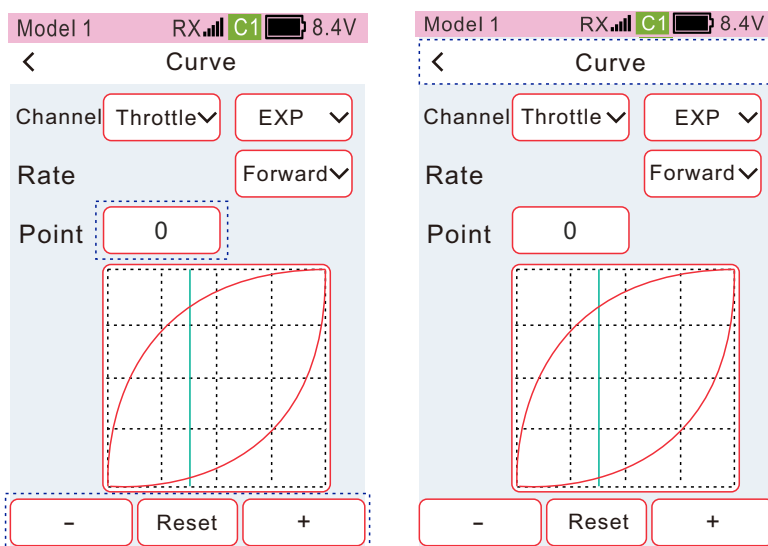 Model 1 RX C1 8.4V
< Curve
Channel Throttle EXP
Rate Forward
Point 0
- Reset +
Model 1 RX C1 8.4V
< Curve
Channel Throttle EXP
Rate Forward
Point 0
- Reset +